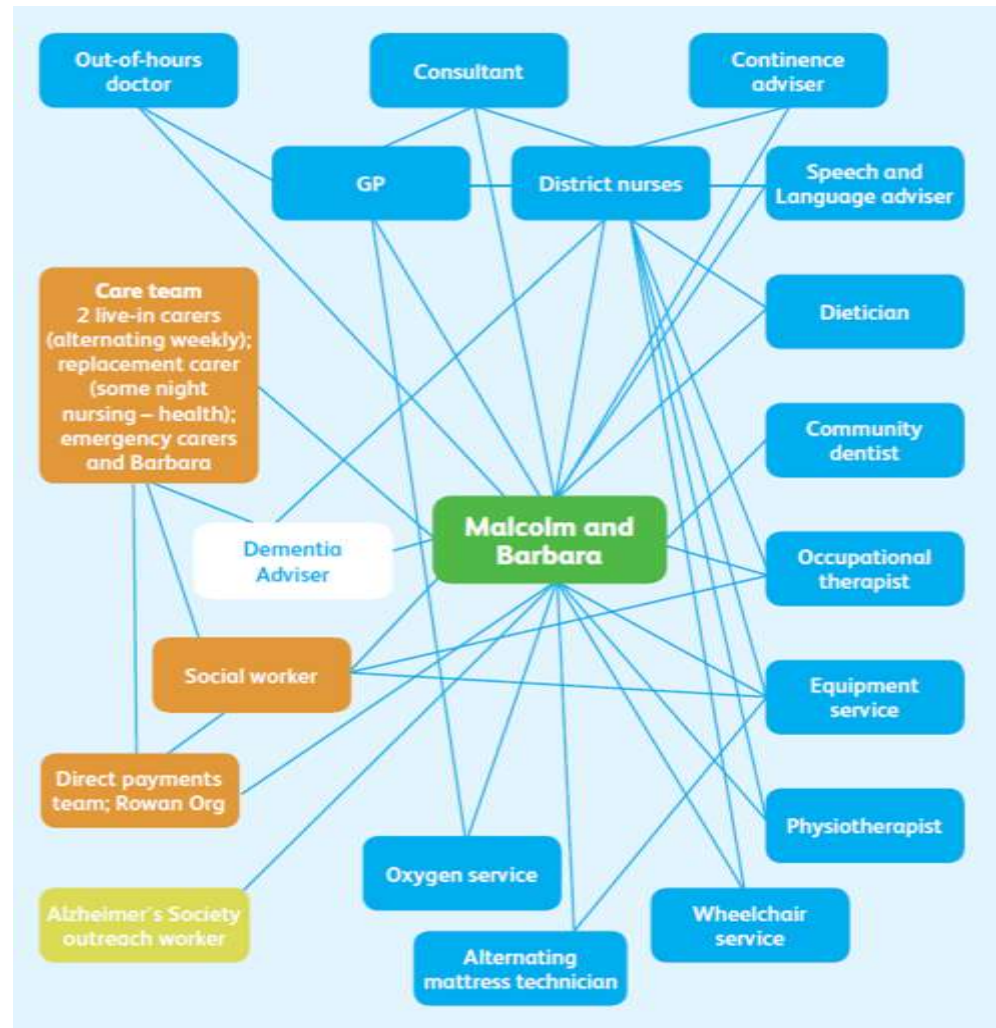 Out-of-hours
doctor
Consultant
Continence
adviser
GP
District nurses
Speech and
Language adviser
Care team
2 live-in carers
(alternating weekly);
replacement carer
(some night
nursing – health);
emergency carers
and Barbara
Dietician
Community
dentist
Malcolm and
Barbara
Dementia
Adviser
Occupational
therapist
Social worker
Equipment
service
Direct payments
team; Rowan Org
Physiotherapist
Oxygen service
Alzheimer's Society
outreach worker
Wheelchair
service
Alternating
mattress technician